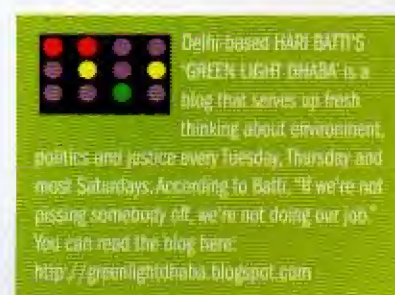 Delhi-based HARI BATTI'S
'GREEN LIGHT DHABA' is a
blog that serves up fresh
thinking about environment,
politics and justice every Tuesday, Thursday and
most Saturdays. According to Batti, "If we're not
pissing somebody off, we're not doing our job."
You can read the blog here:
http://greenlightdhaba.blogspot.com